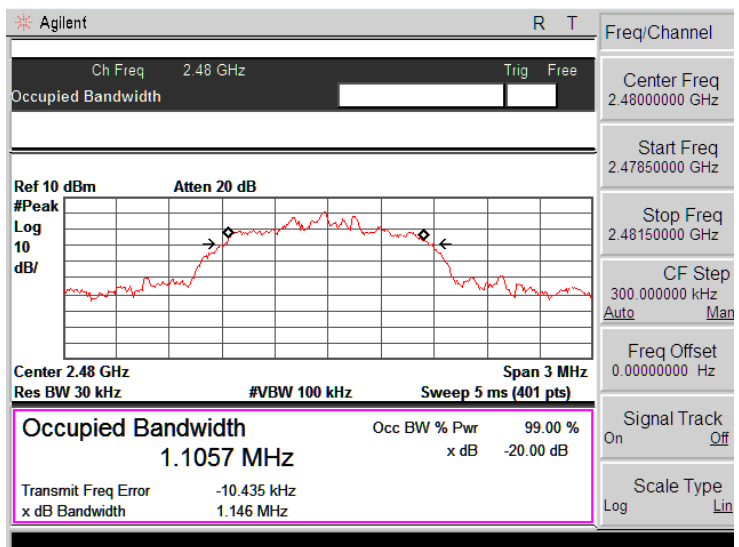 Agilent R T
Ch Freq 2.48 GHz Trig Free
Occupied Bandwidth
Ref 10 dBm Atten 20 dB
#Peak
Log
10
dB/
Center 2.48 GHz Span 3 MHz
Res BW 30 kHz #VBW 100 kHz Sweep 5 ms (401 pts)
Occupied Bandwidth
1.1057 MHz
Occ BW % Pwr 99.00 %
x dB -20.00 dB
Transmit Freq Error -10.435 kHz
x dB Bandwidth 1.146 MHz
Freq/Channel
Center Freq
2.48000000 GHz
Start Freq
2.47850000 GHz
Stop Freq
2.48150000 GHz
CF Step
300.000000 kHz
Auto Man
Freq Offset
0.00000000 Hz
Signal Track
On Off
Scale Type
Log Lin